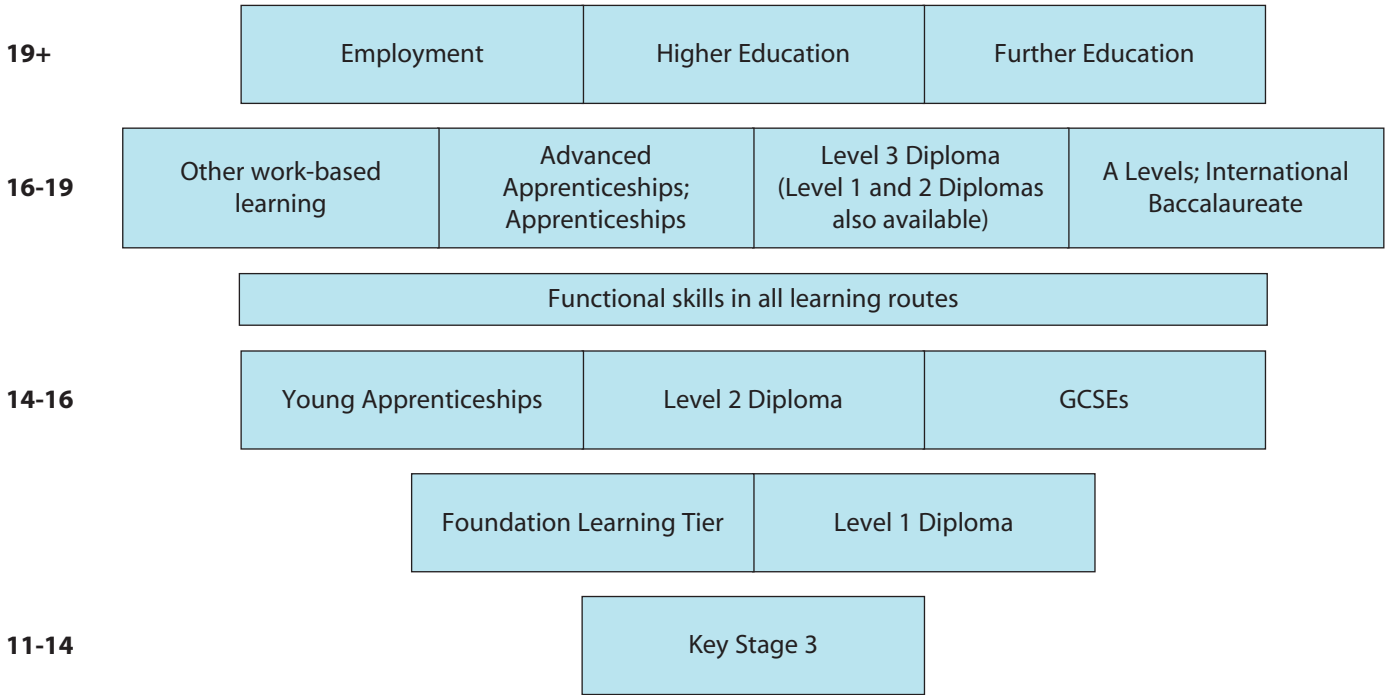 19+
Employment
Higher Education
Further Education
16-19
Other work-based
learning
Advanced
Apprenticeships;
Apprenticeships
Level 3 Diploma
(Level 1 and 2 Diplomas
also available)
A Levels; International
Baccalaureate
Functional skills in all learning routes
14-16
Young Apprenticeships
Level 2 Diploma
GCSEs
Foundation Learning Tier
Level 1 Diploma
11-14
Key Stage 3